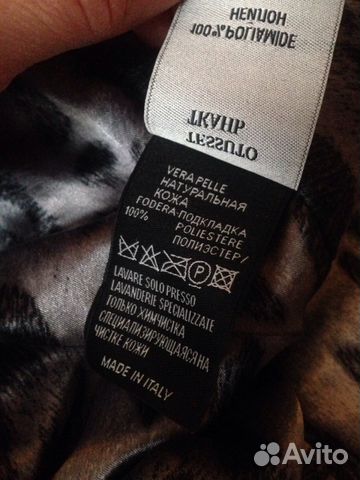 TESSUTO
ТКАНЬ
100% POLIAMIDE
НЕЙЛОН
VERA PELLE
НАТУРАЛЬНАЯ
КОЖА
FODERA-ПОДКЛАДКА
100% POLIESTERE
ПОЛИЭСТЕР/
P
LAVARE SOLO PRESSO
LAVANDERIE SPECIALIZZATE
ТОЛЬКО ХИМЧИСТКА
СПЕЦИАЛИЗИРУЮЩАЯСЯ НА
ЧИСТКЕ КОЖИ
MADE IN ITALY
Avito